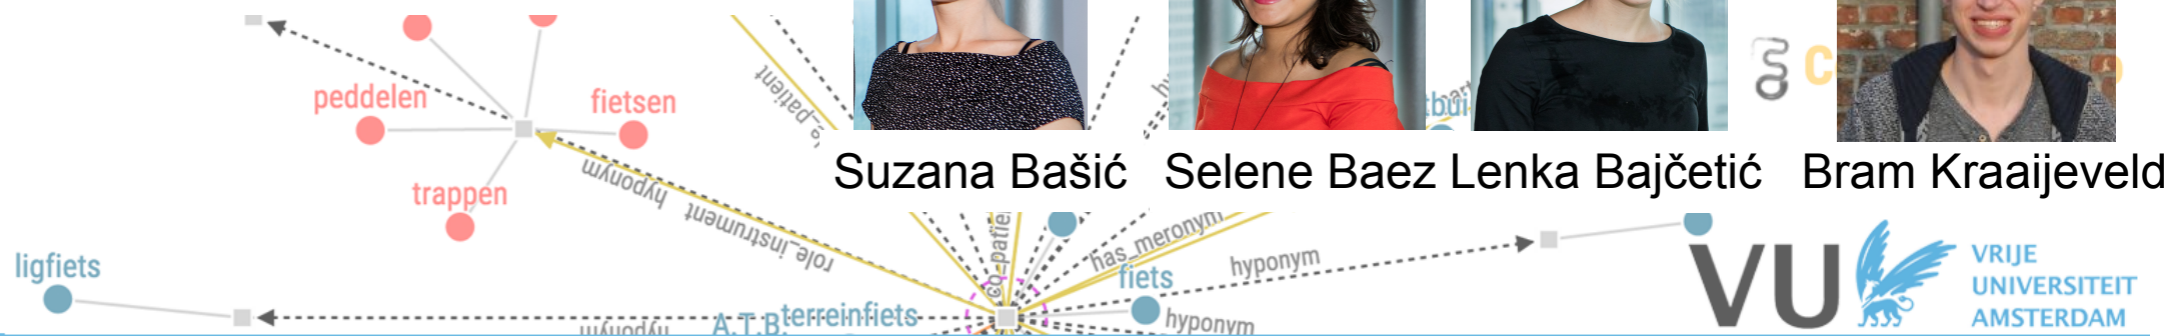 peddelen
fietsen
trappen
hyponym
role_instrument
Suzana Bašić
Selene Baez
Lenka Bajčetić
Bram Kraaijeveld
ligfiets
has_meronym
fiets
hyponym
hyponym
hyponym
A.T.B.
terreinfiets
VU
VRIJE
UNIVERSITEIT
AMSTERDAM